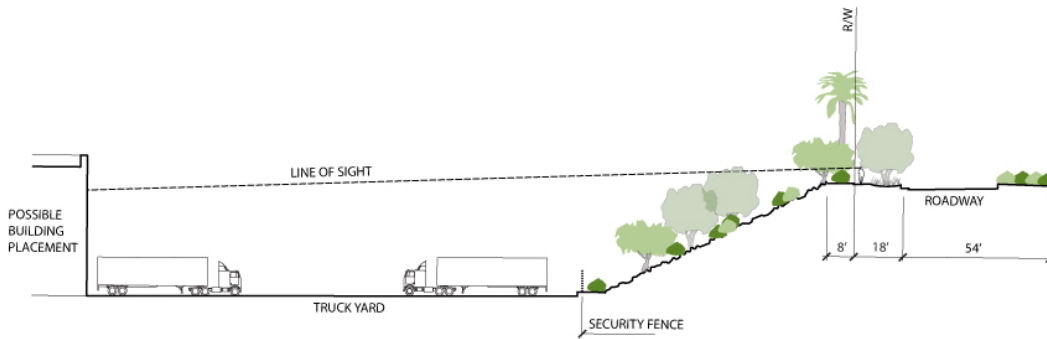 R/W
LINE OF SIGHT
POSSIBLE
BUILDING
PLACEMENT
ROADWAY
8'
18'
54'
TRUCK YARD
SECURITY FENCE